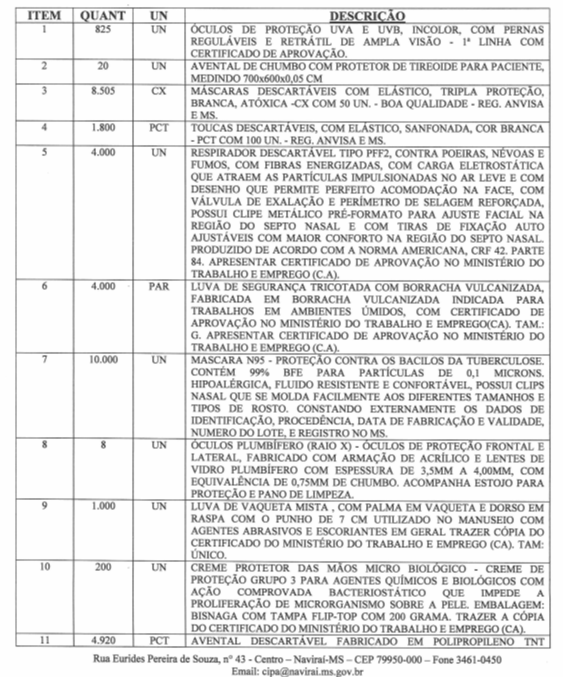 ITEM QUANT UN DESCRIÇÃO
1 825 UN ÓCULOS DE PROTEÇÃO UVA E UVB, INCOLOR, COM PERNAS
REGULÁVEIS E RETRÁTIL DE AMPLA VISÃO - 1ª LINHA COM
CERTIFICADO DE APROVAÇÃO.
2 20 UN AVENTAL DE CHUMBO COM PROTETOR DE TIREOIDE PARA PACIENTE,
MEDINDO 700x600x0,05 CM
3 8.505 CX MÁSCARAS DESCARTÁVEIS COM ELÁSTICO, TRIPLA PROTEÇÃO,
BRANCA, ATÓXICA -CX COM 50 UN. - BOA QUALIDADE - REG. ANVISA
E MS.
4 1.800 PCT TOUCAS DESCARTÁVEIS, COM ELÁSTICO, SANFONADA, COR BRANCA
- PCT COM 100 UN. - REG. ANVISA E MS.
5 4.000 UN RESPIRADOR DESCARTÁVEL TIPO PFF2, CONTRA POEIRAS, NÉVOAS E
FUMOS, COM FIBRAS ENERGIZADAS, COM CARGA ELETROSTÁTICA
QUE ATRAEM AS PARTÍCULAS IMPULSIONADAS NO AR LEVE E COM
DESENHO QUE PERMITE PERFEITO ACOMODAÇÃO NA FACE, COM
VÁLVULA DE EXALAÇÃO E PERÍMETRO DE SELAGEM REFORÇADA,
POSSUI CLIPE METÁLICO PRÉ-FORMATO PARA AJUSTE FACIAL NA
REGIÃO DO SEPTO NASAL E COM TIRAS DE FIXAÇÃO AUTO
AJUSTÁVEIS COM MAIOR CONFORTO NA REGIÃO DO SEPTO NASAL.
PRODUZIDO DE ACORDO COM A NORMA AMERICANA, CRF 42. PARTE
84. APRESENTAR CERTIFICADO DE APROVAÇÃO NO MINISTÉRIO DO
TRABALHO E EMPREGO (C.A).
6 4.000 PAR LUVA DE SEGURANÇA TRICOTADA COM BORRACHA VULCANIZADA,
FABRICADA EM BORRACHA VULCANIZADA INDICADA PARA
TRABALHOS EM AMBIENTES ÚMIDOS, COM CERTIFICADO DE
APROVAÇÃO NO MINISTÉRIO DO TRABALHO E EMPREGO(CA). TAM.:
G. APRESENTAR CERTIFICADO DE APROVAÇÃO NO MINISTÉRIO DO
TRABALHO E EMPREGO (C.A).
7 10.000 UN MASCARA N95 - PROTEÇÃO CONTRA OS BACILOS DA TUBERCULOSE.
CONTÉM 99% BFE PARA PARTÍCULAS DE 0,1 MICRONS.
HIPOALÉRGICA, FLUIDO RESISTENTE E CONFORTÁVEL, POSSUI CLIPS
NASAL QUE SE MOLDA FACILMENTE AOS DIFERENTES TAMANHOS E
TIPOS DE ROSTO. CONSTANDO EXTERNAMENTE OS DADOS DE
IDENTIFICAÇÃO, PROCEDÊNCIA, DATA DE FABRICAÇÃO E VALIDADE,
NUMERO DO LOTE, E REGISTRO NO MS.
8 8 UN ÓCULOS PLUMBÍFERO (RAIO X) - ÓCULOS DE PROTEÇÃO FRONTAL E
LATERAL, FABRICADO COM ARMAÇÃO DE ACRÍLICO E LENTES DE
VIDRO PLUMBÍFERO COM ESPESSURA DE 3,5MM A 4,00MM, COM
EQUIVALÊNCIA DE 0,75MM DE CHUMBO. ACOMPANHA ESTOJO PARA
PROTEÇÃO E PANO DE LIMPEZA.
9 1.000 UN LUVA DE VAQUETA MISTA , COM PALMA EM VAQUETA E DORSO EM
RASPA COM O PUNHO DE 7 CM UTILIZADO NO MANUSEIO COM
AGENTES ABRASIVOS E ESCORIANTES EM GERAL TRAZER CÓPIA DO
CERTIFICADO DO MINISTÉRIO DO TRABALHO E EMPREGO (CA). TAM:
ÚNICO.
10 200 UN CREME PROTETOR DAS MÃOS MICRO BIOLÓGICO - CREME DE
PROTEÇÃO GRUPO 3 PARA AGENTES QUÍMICOS E BIOLÓGICOS COM
AÇÃO COMPROVADA BACTERIOSTÁTICO QUE IMPEDE A
PROLIFERAÇÃO DE MICRORGANISMO SOBRE A PELE. EMBALAGEM:
BISNAGA COM TAMPA FLIP-TOP COM 200 GRAMA. TRAZER A CÓPIA
DO CERTIFICADO DO MINISTÉRIO DO TRABALHO E EMPREGO (CA).
11 4.920 PCT AVENTAL DESCARTÁVEL FABRICADO EM POLIPROPILENO TNT
Rua Eurides Pereira de Souza, n° 43 - Centro – Naviraí-MS – CEP 79950-000 – Fone 3461-0450
Email: cipa@navirai.ms.gov.br